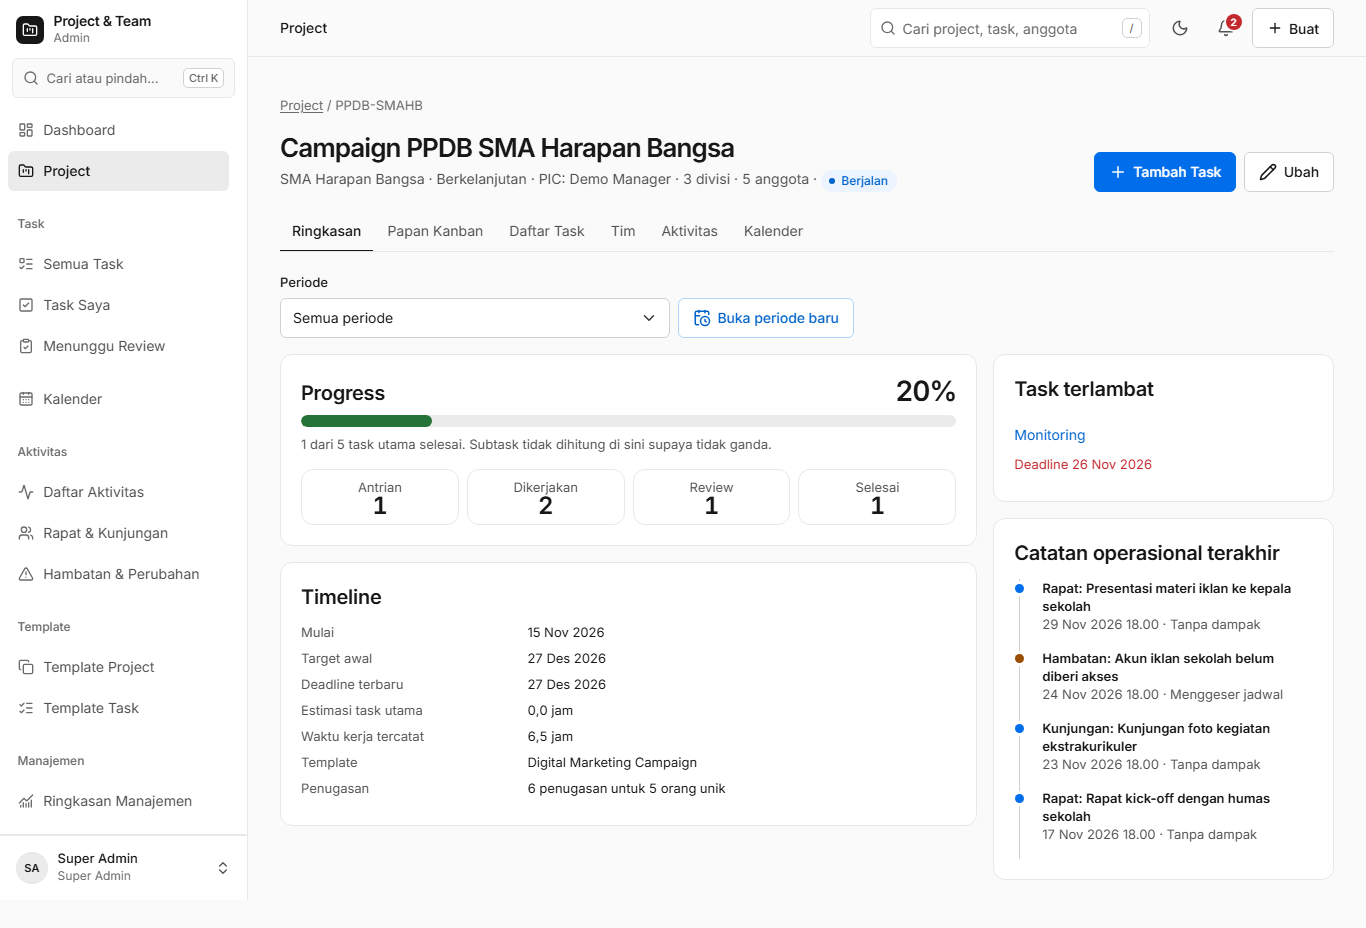 Project & Team
Admin
Cari atau pindah...
Ctrl K
Dashboard
Project
Task
Semua Task
Task Saya
Menunggu Review
Kalender
Aktivitas
Daftar Aktivitas
Rapat & Kunjungan
Hambatan & Perubahan
Template
Template Project
Template Task
Manajemen
Ringkasan Manajemen
SA
Super Admin
Super Admin
Project
Cari project, task, anggota
/
2
Buat
Project / PPDB-SMAHB
Campaign PPDB SMA Harapan Bangsa
SMA Harapan Bangsa · Berkelanjutan · PIC: Demo Manager · 3 divisi · 5 anggota · Berjalan
Tambah Task
Ubah
Ringkasan
Papan Kanban
Daftar Task
Tim
Aktivitas
Kalender
Periode
Semua periode
Buka periode baru
Progress
20%
1 dari 5 task utama selesai. Subtask tidak dihitung di sini supaya tidak ganda.
Antrian
1
Dikerjakan
2
Review
1
Selesai
1
Timeline
Mulai 15 Nov 2026
Target awal 27 Des 2026
Deadline terbaru 27 Des 2026
Estimasi task utama 0,0 jam
Waktu kerja tercatat 6,5 jam
Template Digital Marketing Campaign
Penugasan 6 penugasan untuk 5 orang unik
Task terlambat
Monitoring
Deadline 26 Nov 2026
Catatan operasional terakhir
Rapat: Presentasi materi iklan ke kepala
sekolah
29 Nov 2026 18.00 · Tanpa dampak
Hambatan: Akun iklan sekolah belum
diberi akses
24 Nov 2026 18.00 · Menggeser jadwal
Kunjungan: Kunjungan foto kegiatan
ekstrakurikuler
23 Nov 2026 18.00 · Tanpa dampak
Rapat: Rapat kick-off dengan humas
sekolah
17 Nov 2026 18.00 · Tanpa dampak